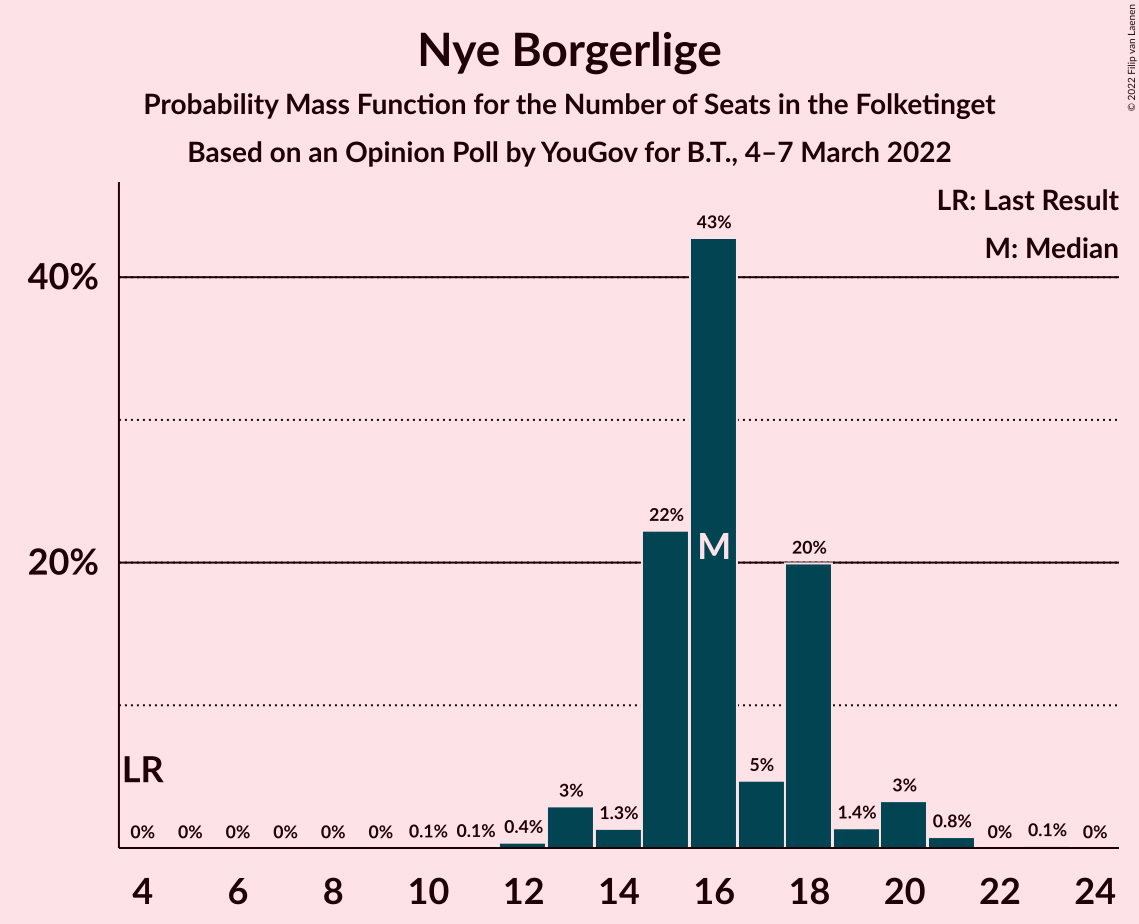 Nye Borgerlige
Probability Mass Function for the Number of Seats in the Folketinget
Based on an Opinion Poll by YouGov for B.T., 4–7 March 2022
© 2022 Filip van Laenen
LR: Last Result
M: Median
40%
20%
LR
M
0% 0% 0% 0% 0% 0% 0.1% 0.1% 0.4% 3% 1.3% 22% 43% 5% 20% 1.4% 3% 0.8% 0% 0.1% 0%
4 6 8 10 12 14 16 18 20 22 24